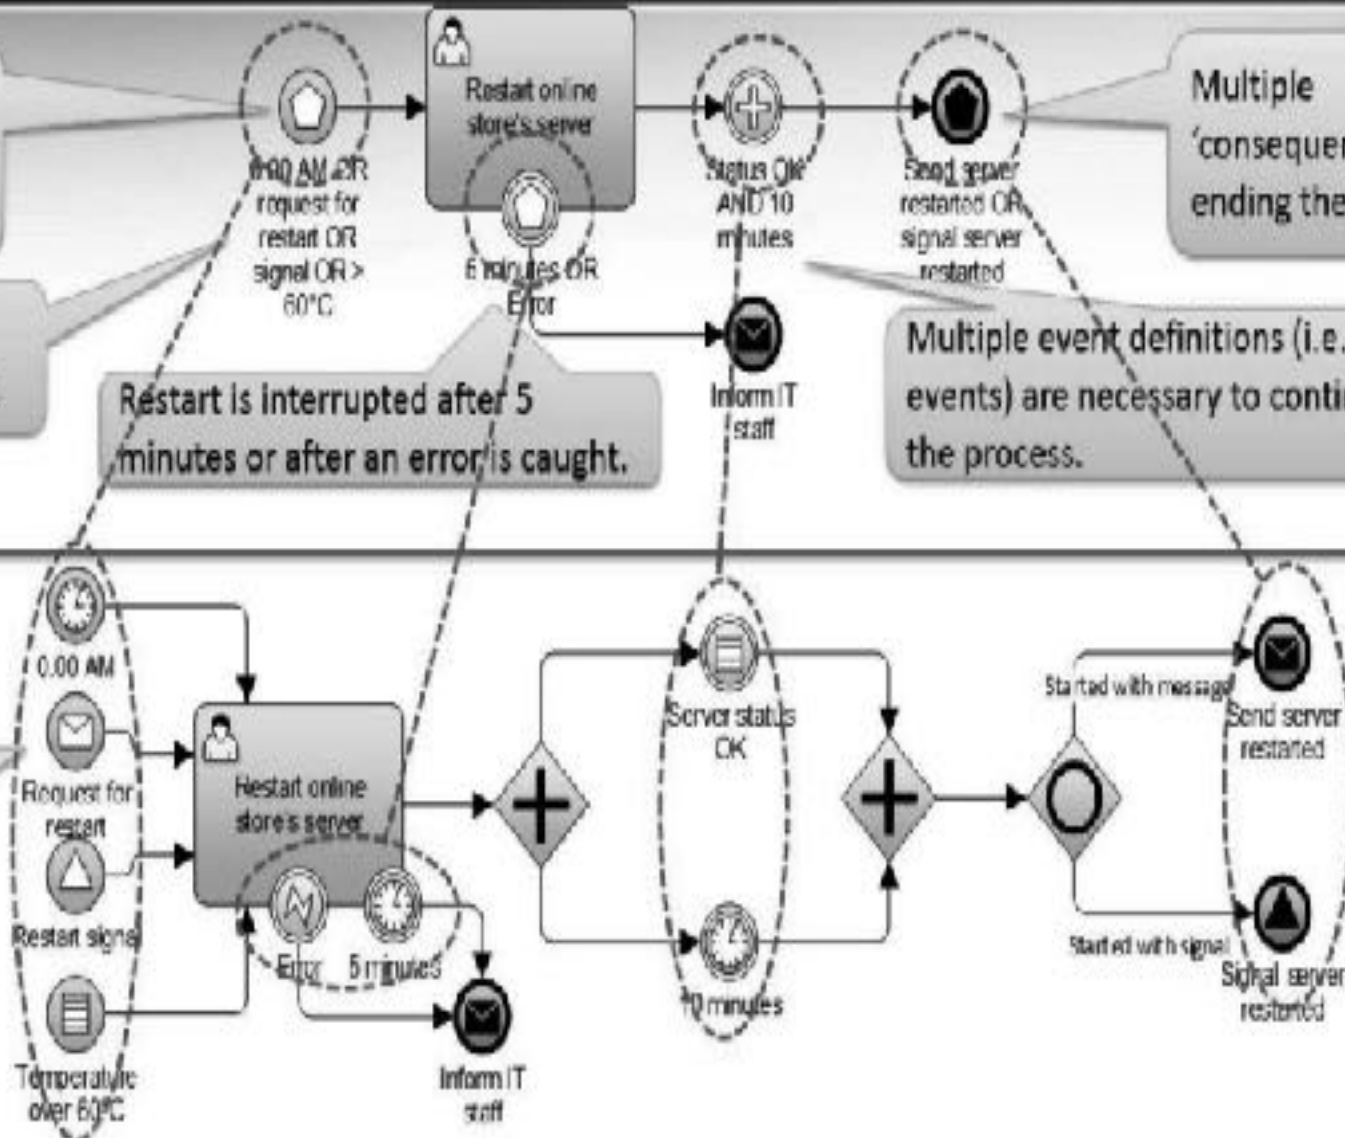 Restart online
store's server
Multiple
'consequen
ending the
0.00 AM OR
request for
restart OR
signal OR >
60°C
Status OK
AND 10
minutes
Send server
restarted OR
signal server
restarted
minutes OR
Error
Multiple event definitions (i.e.
events) are necessary to contin
the process.
Restart is interrupted after 5
minutes or after an error is caught.
Inform IT
staff
0.00 AM
Request for
restart
Restart signal
Temperature
over 60°C
Restart online
store's server
Error
5 minutes
Inform IT
staff
Server status
OK
10 minutes
Started with message
Send server
restarted
Started with signal
Signal server
restarted